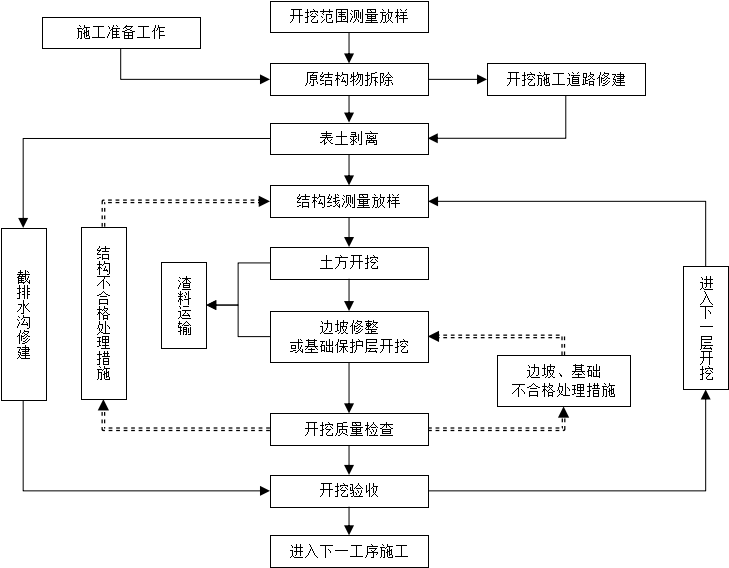 开挖范围测量放样
施工准备工作
原结构物拆除
开挖施工道路修建
表土剥离
结构线测量放样
截排水沟修建
结构不合格处理措施
渣料运输
土方开挖
边坡修整
或基础保护层开挖
边坡、基础
不合格处理措施
进入下一层开挖
开挖质量检查
开挖验收
进入下一工序施工